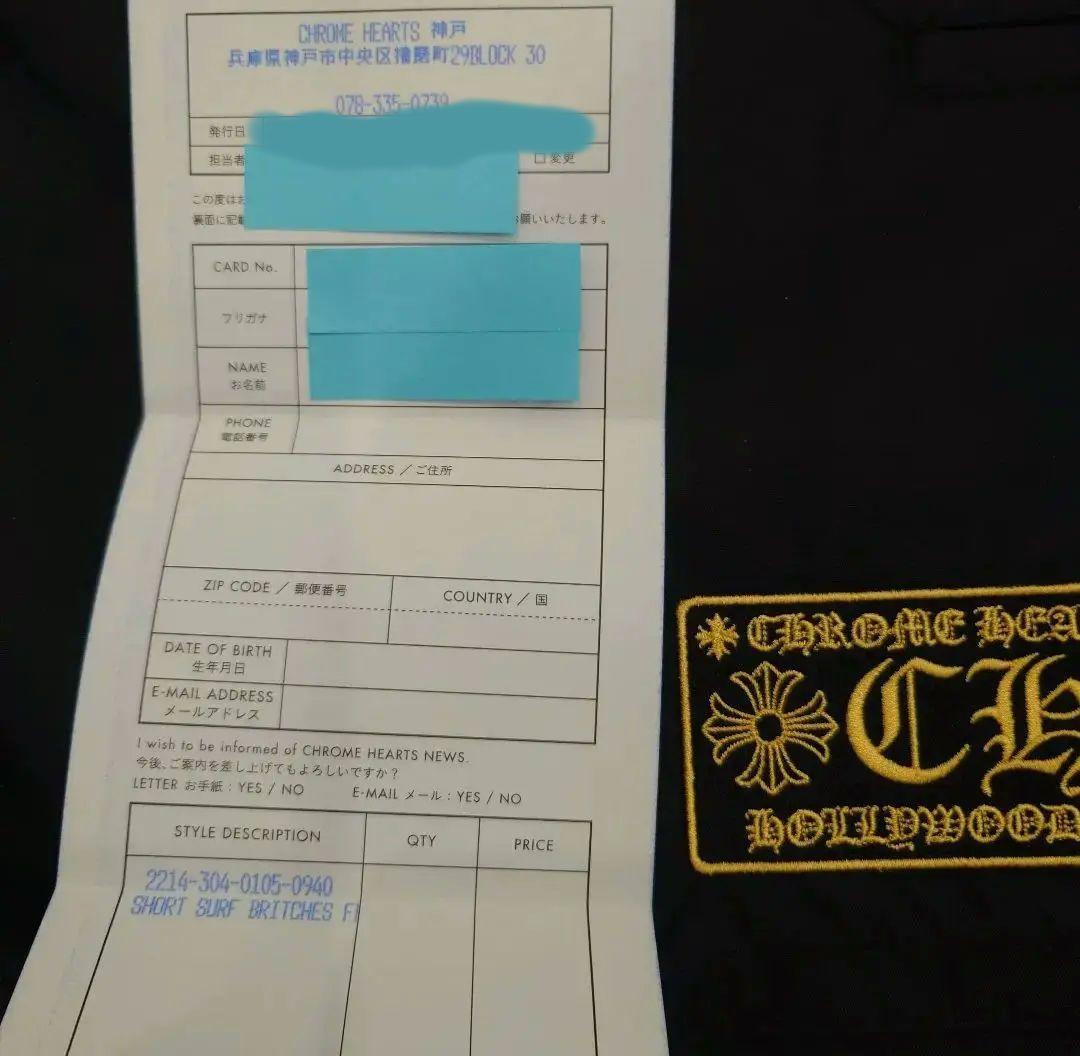 CHROME HEARTS 神戸
兵庫県神戸市中央区播磨町29BLOCK 30
078-335-0739
発行日
担当者
☐ 変更
この度はお
裏面に記載
お願いいたします。
CARD No.
フリガナ
NAME
お名前
PHONE
電話番号
ADDRESS / ご住所
ZIP CODE / 郵便番号
COUNTRY / 国
DATE OF BIRTH
生年月日
E-MAIL ADDRESS
メールアドレス
I wish to be informed of CHROME HEARTS NEWS.
今後、ご案内を差し上げてもよろしいですか？
LETTER お手紙 : YES / NO E-MAIL メール : YES / NO
STYLE DESCRIPTION
QTY
PRICE
2214-304-0105-0940
SHORT SURF BRITCHES F
CHROME HEA
CH
HOLLYWOOD